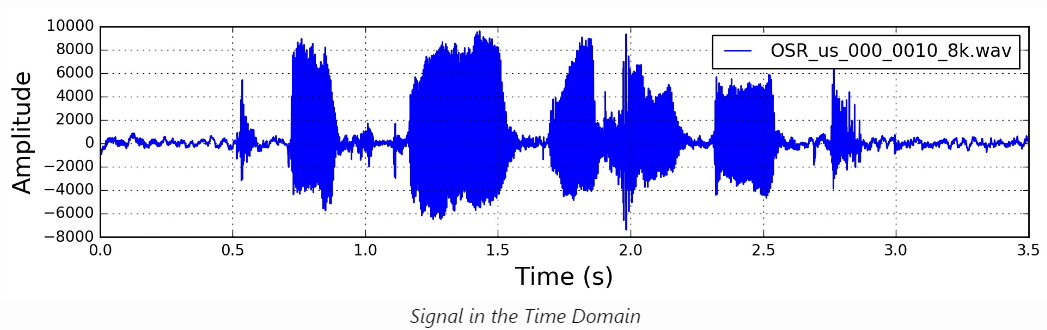 10000
8000
6000
4000
2000
0
−2000
−4000
−6000
−8000
Amplitude
OSR_us_000_0010_8k.wav
0.0 0.5 1.0 1.5 2.0 2.5 3.0 3.5
Time (s)
Signal in the Time Domain